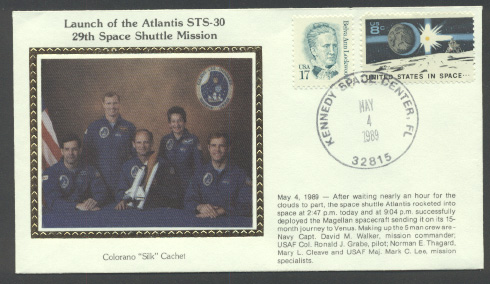 Launch of the Atlantis STS-30
29th Space Shuttle Mission
USA
17
Belva Ann Lockwood
US
8c
UNITED STATES IN SPACE...
KENNEDY SPACE CENTER, FL
MAY
4
1989
32815
May 4, 1989 — After waiting nearly an hour for the
clouds to part, the space shuttle Atlantis rocketed into
space at 2:47 p.m. today and at 9:04 p.m. successfully
deployed the Magellan spacecraft sending it on its 15-
month journey to Venus. Making up the 5 man crew are-
Navy Capt. David M. Walker, mission commander;
USAF Col. Ronald J. Grabe, pilot; Norman E. Thagard,
Mary L. Cleave and USAF Maj. Mark C. Lee, mission
specialists.
Colorano "Silk" Cachet